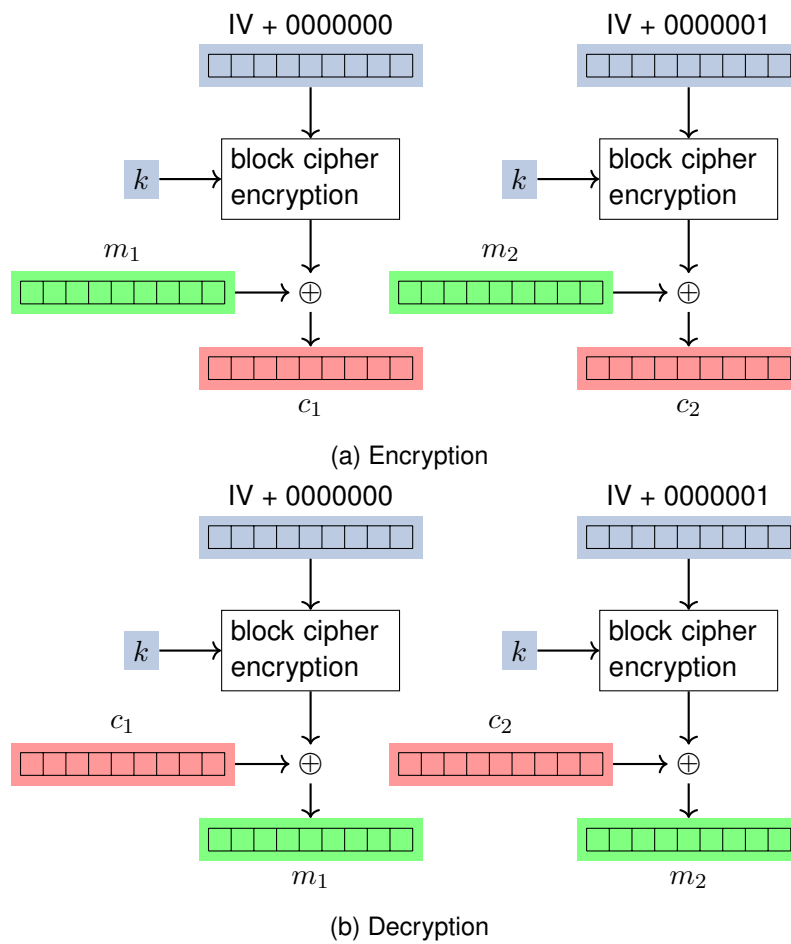 IV + 0000000 IV + 0000001
block cipher encryption block cipher encryption
k k
m₁ m₂
⊕ ⊕
c₁ c₂
(a) Encryption
IV + 0000000 IV + 0000001
block cipher encryption block cipher encryption
k k
c₁ c₂
⊕ ⊕
m₁ m₂
(b) Decryption